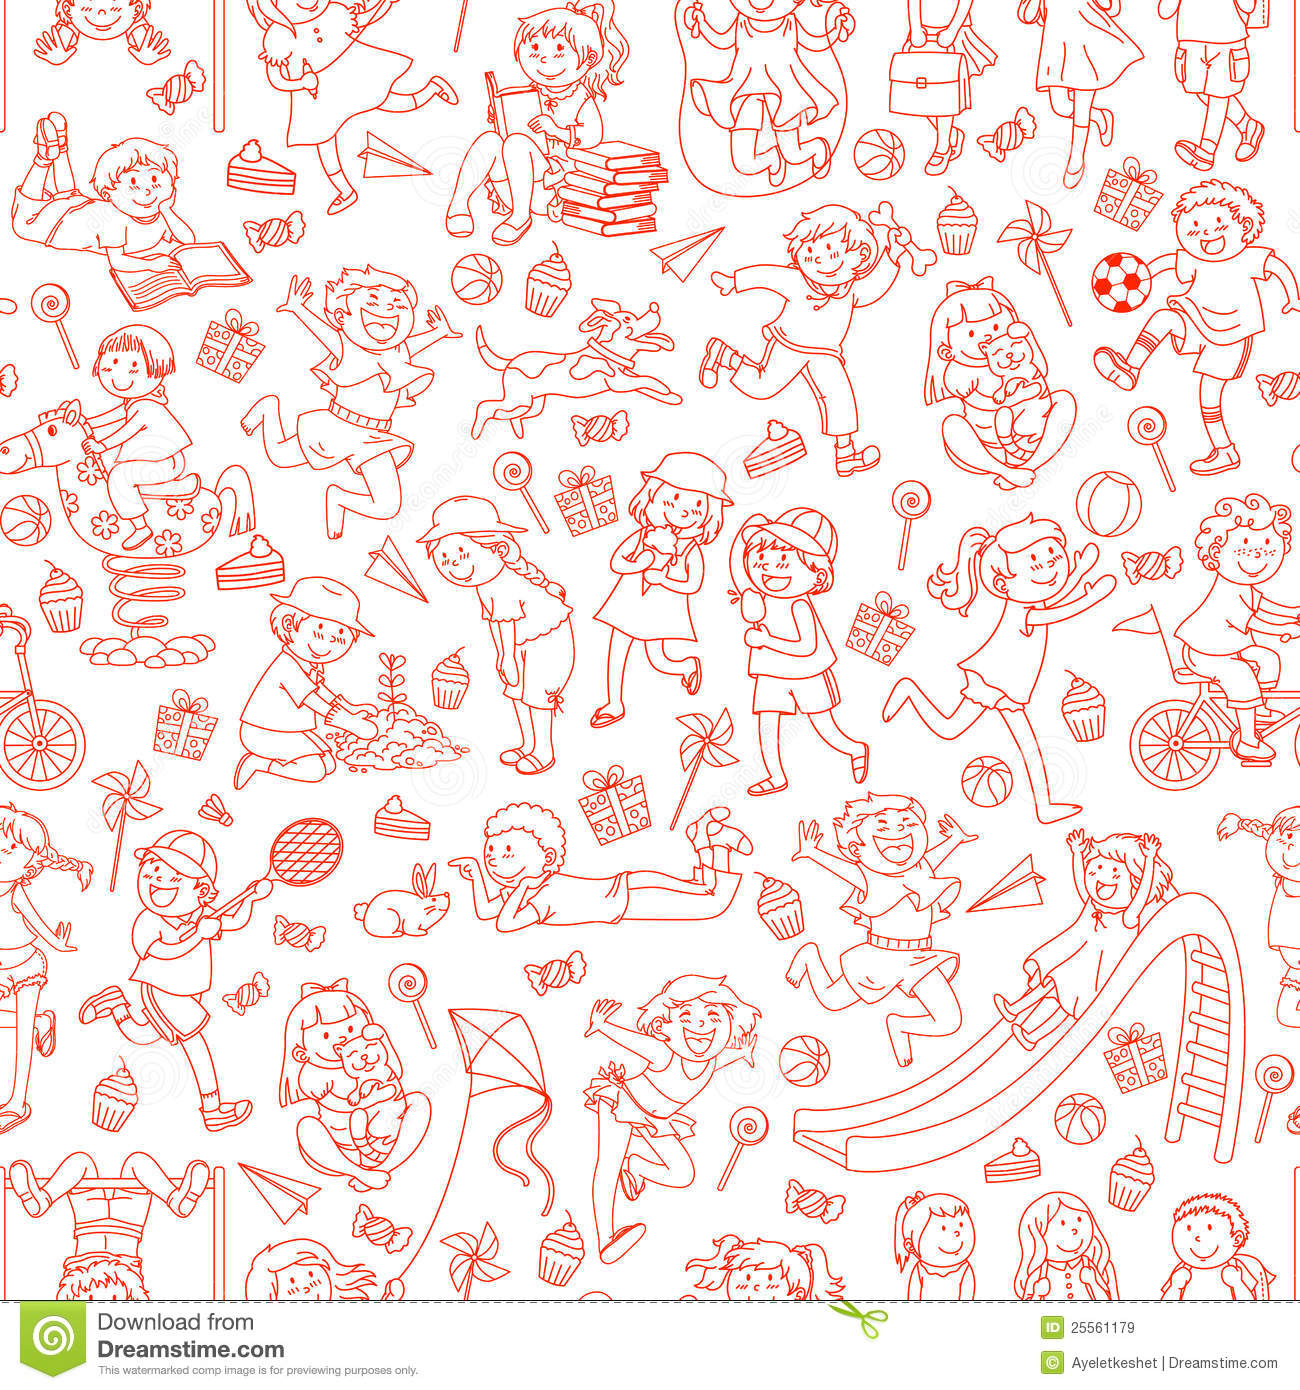 Download from
Dreamstime.com
This watermarked comp image is for previewing purposes only.
ID 25561179
© Ayeletkeshet | Dreamstime.com